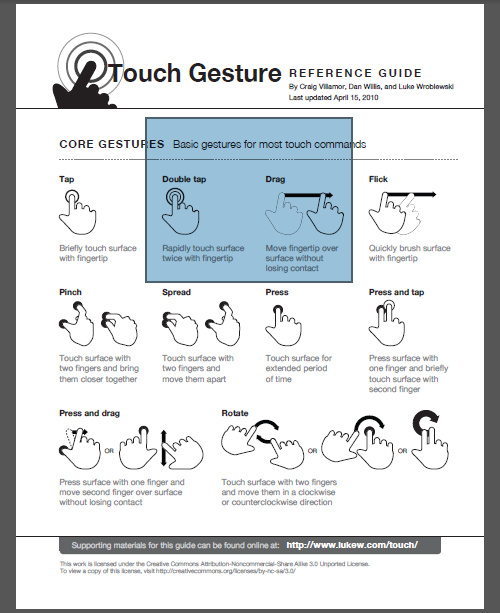 Touch Gesture REFERENCE GUIDE
By Craig Villamor, Dan Willis, and Luke Wroblewski
Last updated April 15, 2010
CORE GESTURES Basic gestures for most touch commands
Tap
Briefly touch surface
with fingertip
Double tap
Rapidly touch surface
twice with fingertip
Drag
Move fingertip over
surface without
losing contact
Flick
Quickly brush surface
with fingertip
Pinch
Touch surface with
two fingers and bring
them closer together
Spread
Touch surface with
two fingers and
move them apart
Press
Touch surface for
extended period
of time
Press and tap
Press surface with
one finger and briefly
touch surface with
second finger
Press and drag
OR
Press surface with one finger and
move second finger over surface
without losing contact
Rotate
OR
OR
Touch surface with two fingers
and move them in a clockwise
or counterclockwise direction
Supporting materials for this guide can be found online at: http://www.lukew.com/touch/
This work is licensed under the Creative Commons Attribution-Noncommercial-Share Alike 3.0 Unported License.
To view a copy of this license, visit http://creativecommons.org/licenses/by-nc-sa/3.0/